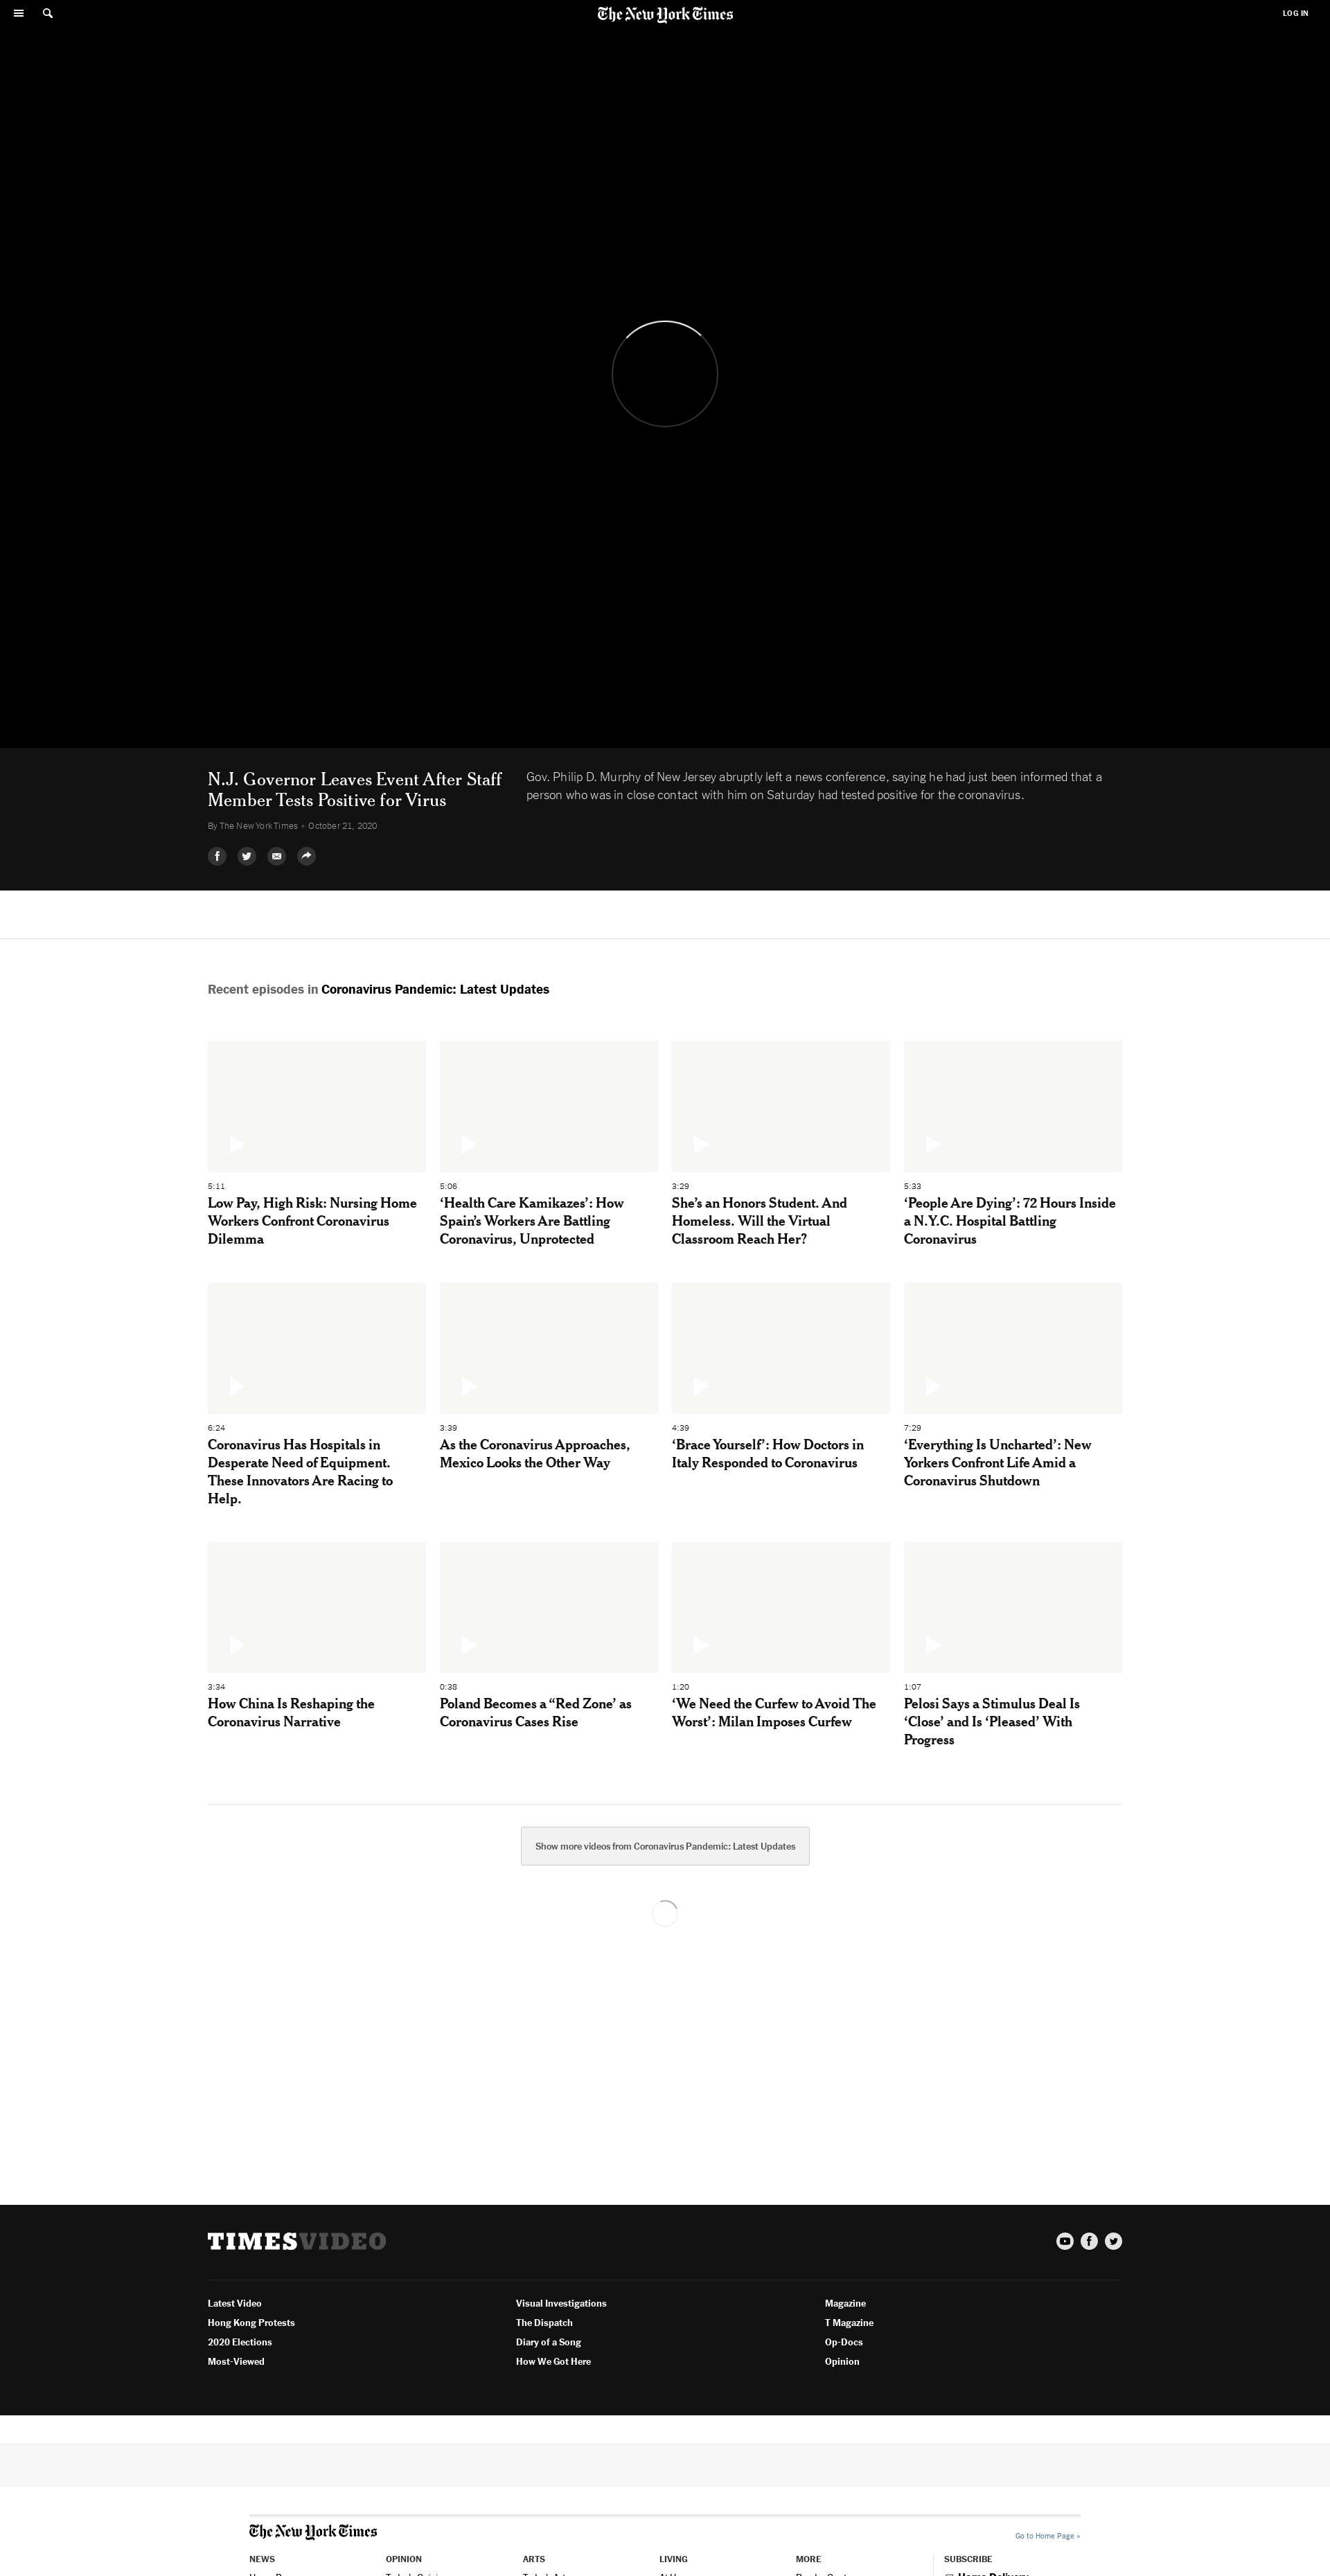 The New York Times
LOG IN
N.J. Governor Leaves Event After Staff
Member Tests Positive for Virus
By The New York Times • October 21, 2020
Gov. Philip D. Murphy of New Jersey abruptly left a news conference, saying he had just been informed that a
person who was in close contact with him on Saturday had tested positive for the coronavirus.
Recent episodes in Coronavirus Pandemic: Latest Updates
5:11
Low Pay, High Risk: Nursing Home
Workers Confront Coronavirus
Dilemma
5:06
‘Health Care Kamikazes’: How
Spain’s Workers Are Battling
Coronavirus, Unprotected
3:29
She’s an Honors Student. And
Homeless. Will the Virtual
Classroom Reach Her?
5:33
‘People Are Dying’: 72 Hours Inside
a N.Y.C. Hospital Battling
Coronavirus
6:24
Coronavirus Has Hospitals in
Desperate Need of Equipment.
These Innovators Are Racing to
Help.
3:39
As the Coronavirus Approaches,
Mexico Looks the Other Way
4:39
‘Brace Yourself’: How Doctors in
Italy Responded to Coronavirus
7:29
‘Everything Is Uncharted’: New
Yorkers Confront Life Amid a
Coronavirus Shutdown
3:34
How China Is Reshaping the
Coronavirus Narrative
0:38
Poland Becomes a “Red Zone’ as
Coronavirus Cases Rise
1:20
‘We Need the Curfew to Avoid The
Worst’: Milan Imposes Curfew
1:07
Pelosi Says a Stimulus Deal Is
‘Close’ and Is ‘Pleased’ With
Progress
Show more videos from Coronavirus Pandemic: Latest Updates
TIMESVIDEO
Latest Video
Hong Kong Protests
2020 Elections
Most-Viewed
Visual Investigations
The Dispatch
Diary of a Song
How We Got Here
Magazine
T Magazine
Op-Docs
Opinion
The New York Times
Go to Home Page »
NEWS
OPINION
ARTS
LIVING
MORE
SUBSCRIBE
Home Delivery